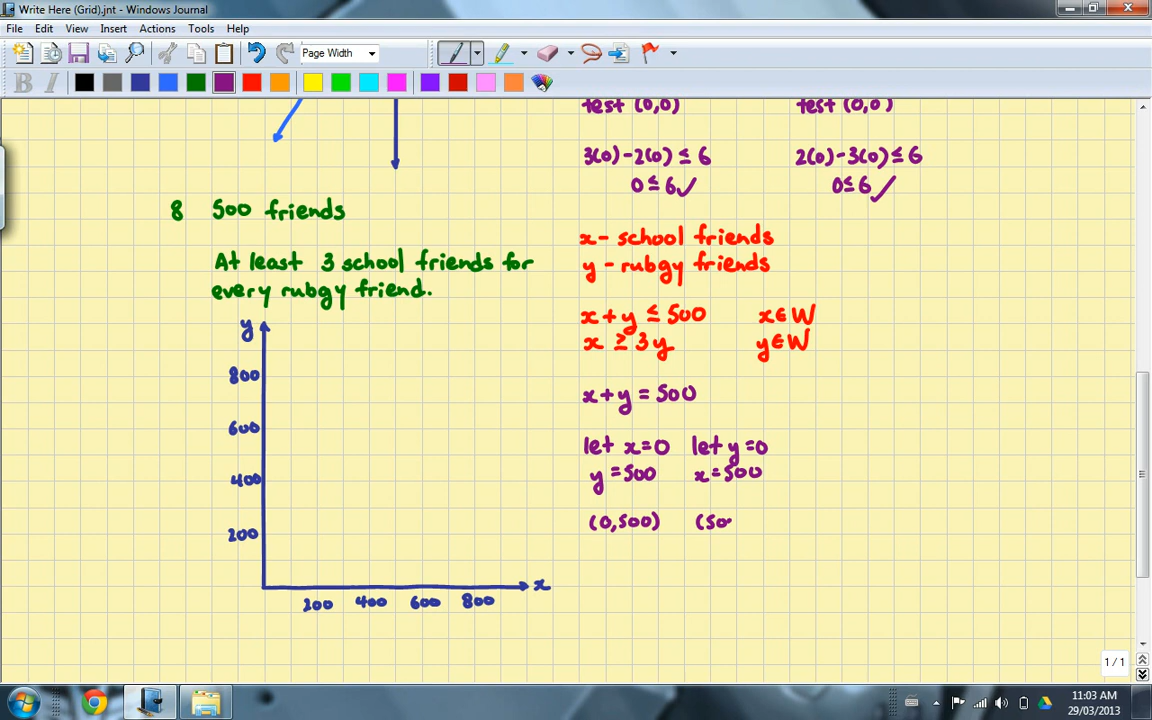 Write Here (Grid).jnt - Windows Journal
File Edit View Insert Actions Tools Help
Page Width
B I
test (0,0) test (0,0)
3(0)-2(0) ≤ 6 2(0)-3(0) ≤ 6
0 ≤ 6 ✓ 0 ≤ 6 ✓
8 500 friends
At least 3 school friends for
every rubgy friend.
x - school friends
y - rubgy friends
x + y ≤ 500 x ∈ W
x ≥ 3y y ∈ W
x + y = 500
let x = 0 let y = 0
y = 500 x = 500
(0,500) (500
y
800
600
400
200
x
200 400 600 800
1 / 1
11:03 AM
29/03/2013